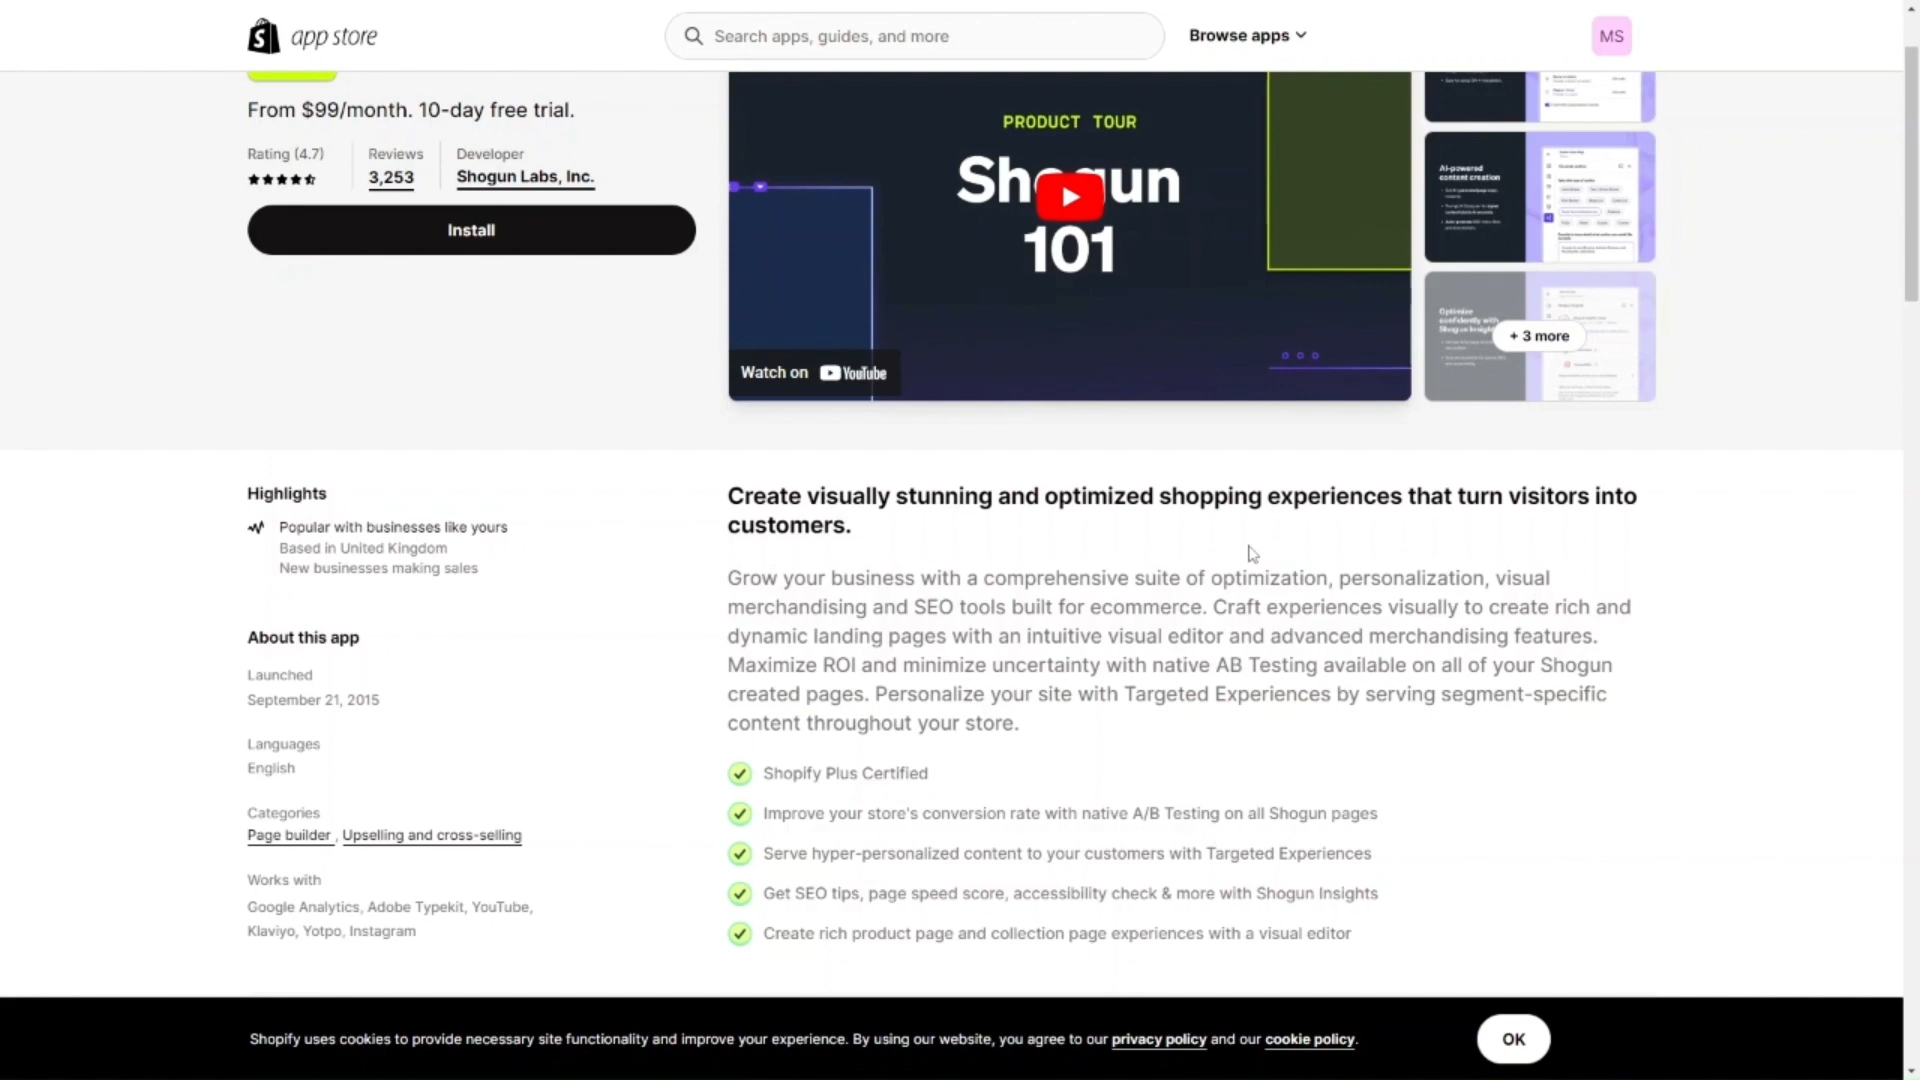 app store
Search apps, guides, and more
Browse apps
MS
From $99/month. 10-day free trial.
Rating (4.7)
Reviews
3,253
Developer
Shogun Labs, Inc.
Install
PRODUCT TOUR
Shogun
101
Watch on YouTube
AI-powered
content creation
Optimize
confidently with
+ 3 more
Highlights
Popular with businesses like yours
Based in United Kingdom
New businesses making sales
About this app
Launched
September 21, 2015
Languages
English
Categories
Page builder , Upselling and cross-selling
Works with
Google Analytics, Adobe Typekit, YouTube,
Klaviyo, Yotpo, Instagram
Create visually stunning and optimized shopping experiences that turn visitors into
customers.
Grow your business with a comprehensive suite of optimization, personalization, visual
merchandising and SEO tools built for ecommerce. Craft experiences visually to create rich and
dynamic landing pages with an intuitive visual editor and advanced merchandising features.
Maximize ROI and minimize uncertainty with native AB Testing available on all of your Shogun
created pages. Personalize your site with Targeted Experiences by serving segment-specific
content throughout your store.
Shopify Plus Certified
Improve your store's conversion rate with native A/B Testing on all Shogun pages
Serve hyper-personalized content to your customers with Targeted Experiences
Get SEO tips, page speed score, accessibility check & more with Shogun Insights
Create rich product page and collection page experiences with a visual editor
Shopify uses cookies to provide necessary site functionality and improve your experience. By using our website, you agree to our privacy policy and our cookie policy.
OK